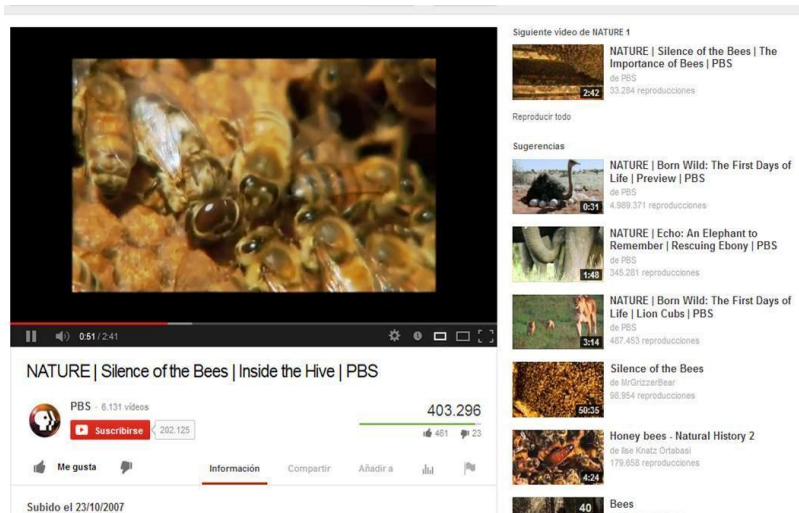 0:51 / 2:41
NATURE | Silence of the Bees | Inside the Hive | PBS
PBS · 6.131 vídeos
Suscribirse 202.125
403.296
461 23
Me gusta
Información Compartir Añadir a
Subido el 23/10/2007
Siguiente vídeo de NATURE 1
NATURE | Silence of the Bees | The
Importance of Bees | PBS
de PBS
33.284 reproducciones
2:42
Reproducir todo
Sugerencias
NATURE | Born Wild: The First Days of
Life | Preview | PBS
de PBS
4.989.371 reproducciones
0:31
NATURE | Echo: An Elephant to
Remember | Rescuing Ebony | PBS
de PBS
345.281 reproducciones
1:48
NATURE | Born Wild: The First Days of
Life | Lion Cubs | PBS
de PBS
487.453 reproducciones
3:14
Silence of the Bees
de MrGrizzerBear
98.954 reproducciones
50:35
Honey bees - Natural History 2
de Ilse Knatz Ortabasi
179.658 reproducciones
4:24
Bees
40